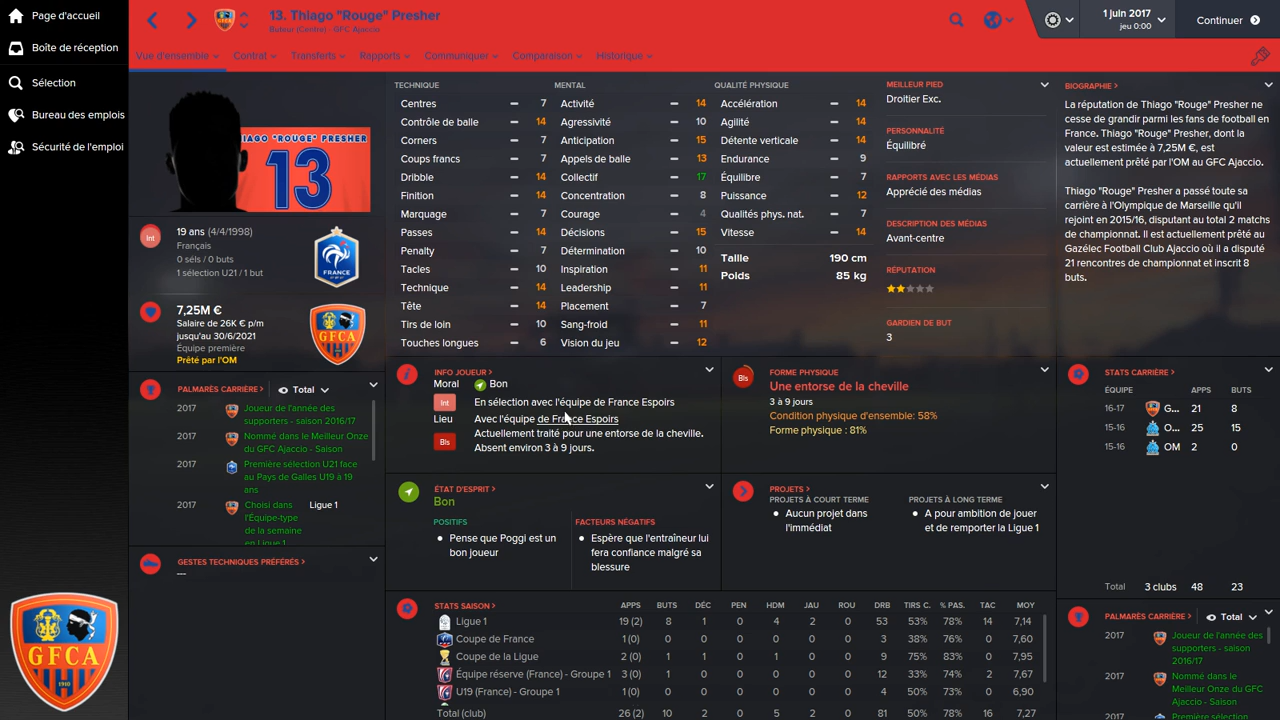 Page d'accueil
Boîte de réception
Sélection
Bureau des emplois
Sécurité de l'emploi
13. Thiago "Rouge" Presher
Buteur (Centre) - GFC Ajaccio
1 juin 2017
jeu 0:00
Continuer
Vue d'ensemble Contrat Transferts Rapports Communiquer Comparaison Historique
THIAGO "ROUGE" PRESHER
13
Int
19 ans (4/4/1998)
Français
0 séls / 0 buts
1 sélection U21 / 1 but
FRANCE
7,25M €
Salaire de 26K € p/m
jusqu'au 30/6/2021
Équipe première
Prêté par l'OM
GFCA
PALMARÈS CARRIÈRE > Total
2017 Joueur de l'année des
supporters - saison 2016/17
2017 Nommé dans le Meilleur Onze
du GFC Ajaccio - Saison
2017 Première sélection U21 face
au Pays de Galles U19 à 19
ans
2017 Choisi dans Ligue 1
l'Équipe-type
de la semaine
en Ligue 1
GESTES TECHNIQUES PRÉFÉRÉS >
—
GFCA
1910
TECHNIQUE
Centres – 7
Contrôle de balle – 14
Corners – 7
Coups francs – 7
Dribble – 14
Finition – 14
Marquage – 7
Passes – 14
Penalty – 7
Tacles – 10
Technique – 14
Tête – 14
Tirs de loin – 10
Touches longues – 6
MENTAL
Activité – 14
Agressivité – 10
Anticipation – 15
Appels de balle – 13
Collectif – 17
Concentration – 8
Courage – 4
Décisions – 15
Détermination – 10
Inspiration – 11
Leadership – 11
Placement – 7
Sang-froid – 11
Vision du jeu – 12
QUALITÉ PHYSIQUE
Accélération – 14
Agilité – 14
Détente verticale – 14
Endurance – 9
Équilibre – 7
Puissance – 12
Qualités phys. nat. – 7
Vitesse – 14
Taille 190 cm
Poids 85 kg
MEILLEUR PIED
Droitier Exc.
PERSONNALITÉ
Équilibré
RAPPORTS AVEC LES MÉDIAS
Apprécié des médias
DESCRIPTION DES MÉDIAS
Avant-centre
RÉPUTATION
GARDIEN DE BUT
3
BIOGRAPHIE >
La réputation de Thiago "Rouge" Presher ne
cesse de grandir parmi les fans de football en
France. Thiago "Rouge" Presher, dont la
valeur est estimée à 7,25M €, est
actuellement prêté par l'OM au GFC Ajaccio.
Thiago "Rouge" Presher a passé toute sa
carrière à l'Olympique de Marseille qu'il
rejoint en 2015/16, disputant au total 2 matchs
de championnat. Il est actuellement prêté au
Gazélec Football Club Ajaccio où il a disputé
21 rencontres de championnat et inscrit 8
buts.
INFO JOUEUR >
Moral Bon
Int En sélection avec l'équipe de France Espoirs
Lieu Avec l'équipe de France Espoirs
Bls Actuellement traité pour une entorse de la cheville.
Absent environ 3 à 9 jours.
Bls
FORME PHYSIQUE >
Une entorse de la cheville
3 à 9 jours
Condition physique d'ensemble: 58%
Forme physique : 81%
STATS CARRIÈRE >
ÉQUIPE APPS BUTS
16-17 G... 21 8
15-16 O... 25 15
15-16 OM 2 0
Total 3 clubs 48 23
ÉTAT D'ESPRIT >
Bon
POSITIFS
• Pense que Poggi est un
bon joueur
FACTEURS NÉGATIFS
• Espère que l'entraîneur lui
fera confiance malgré sa
blessure
PROJETS >
PROJETS À COURT TERME
• Aucun projet dans
l'immédiat
PROJETS À LONG TERME
• A pour ambition de jouer
et de remporter la Ligue 1
STATS SAISON > APPS BUTS DÉC PEN HDM JAU ROU DRB TIRS C. % PAS. TAC MOY
Ligue 1 19 (2) 8 1 0 4 2 0 53 53% 78% 14 7,14
Coupe de France 1 (0) 0 0 0 0 0 0 3 38% 76% 0 7,60
Coupe de la Ligue 2 (0) 1 1 0 1 0 0 9 75% 83% 0 7,95
Équipe réserve (France) - Groupe 1 3 (0) 1 0 0 0 0 0 12 33% 74% 2 7,67
U19 (France) - Groupe 1 1 (0) 0 0 0 0 0 0 4 50% 73% 0 6,90
Total (club) 26 (2) 10 2 0 5 2 0 81 50% 78% 16 7,27
PALMARÈS CARRIÈRE > Total
2017 Joueur de l'année des
supporters - saison
2016/17
2017 Nommé dans le
Meilleur Onze du GFC
Ajaccio - Saison
2017 Première sélection